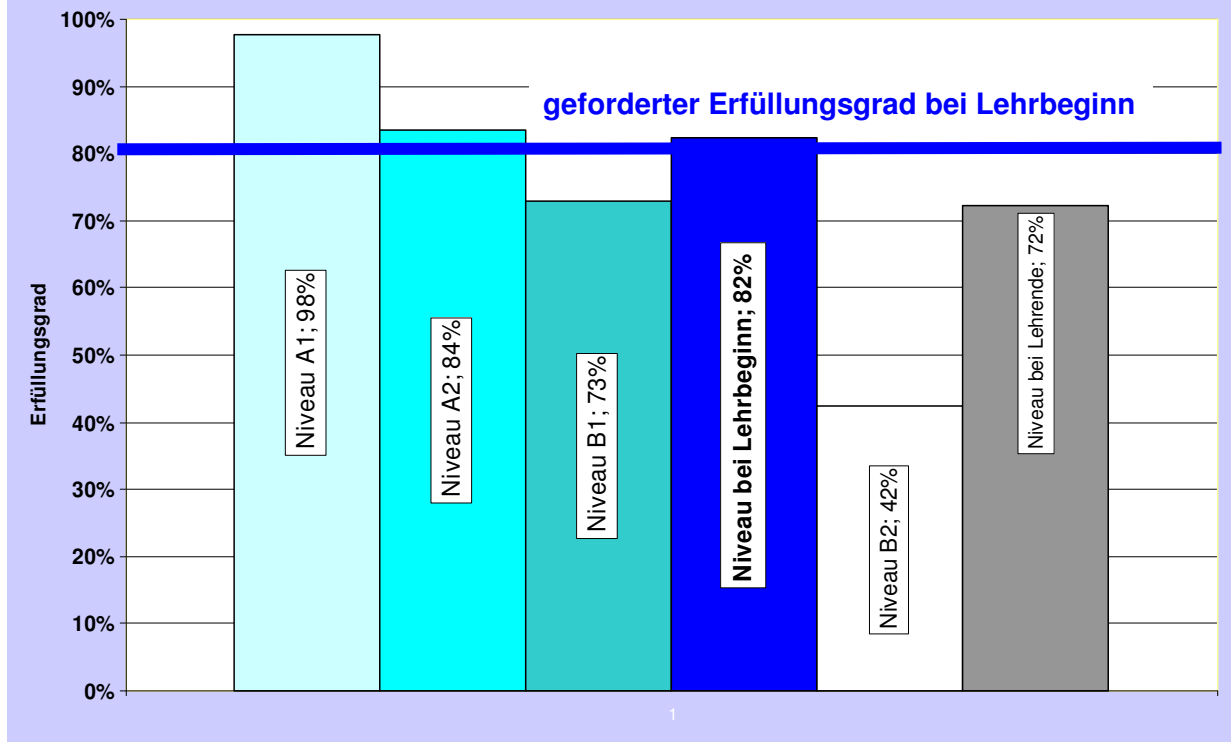 100%
90%
80%
70%
60%
50%
40%
30%
20%
10%
0%
Erfüllungsgrad
geforderter Erfüllungsgrad bei Lehrbeginn
Niveau A1; 98%
Niveau A2; 84%
Niveau B1; 73%
Niveau bei Lehrbeginn; 82%
Niveau B2; 42%
Niveau bei Lehrende; 72%
1